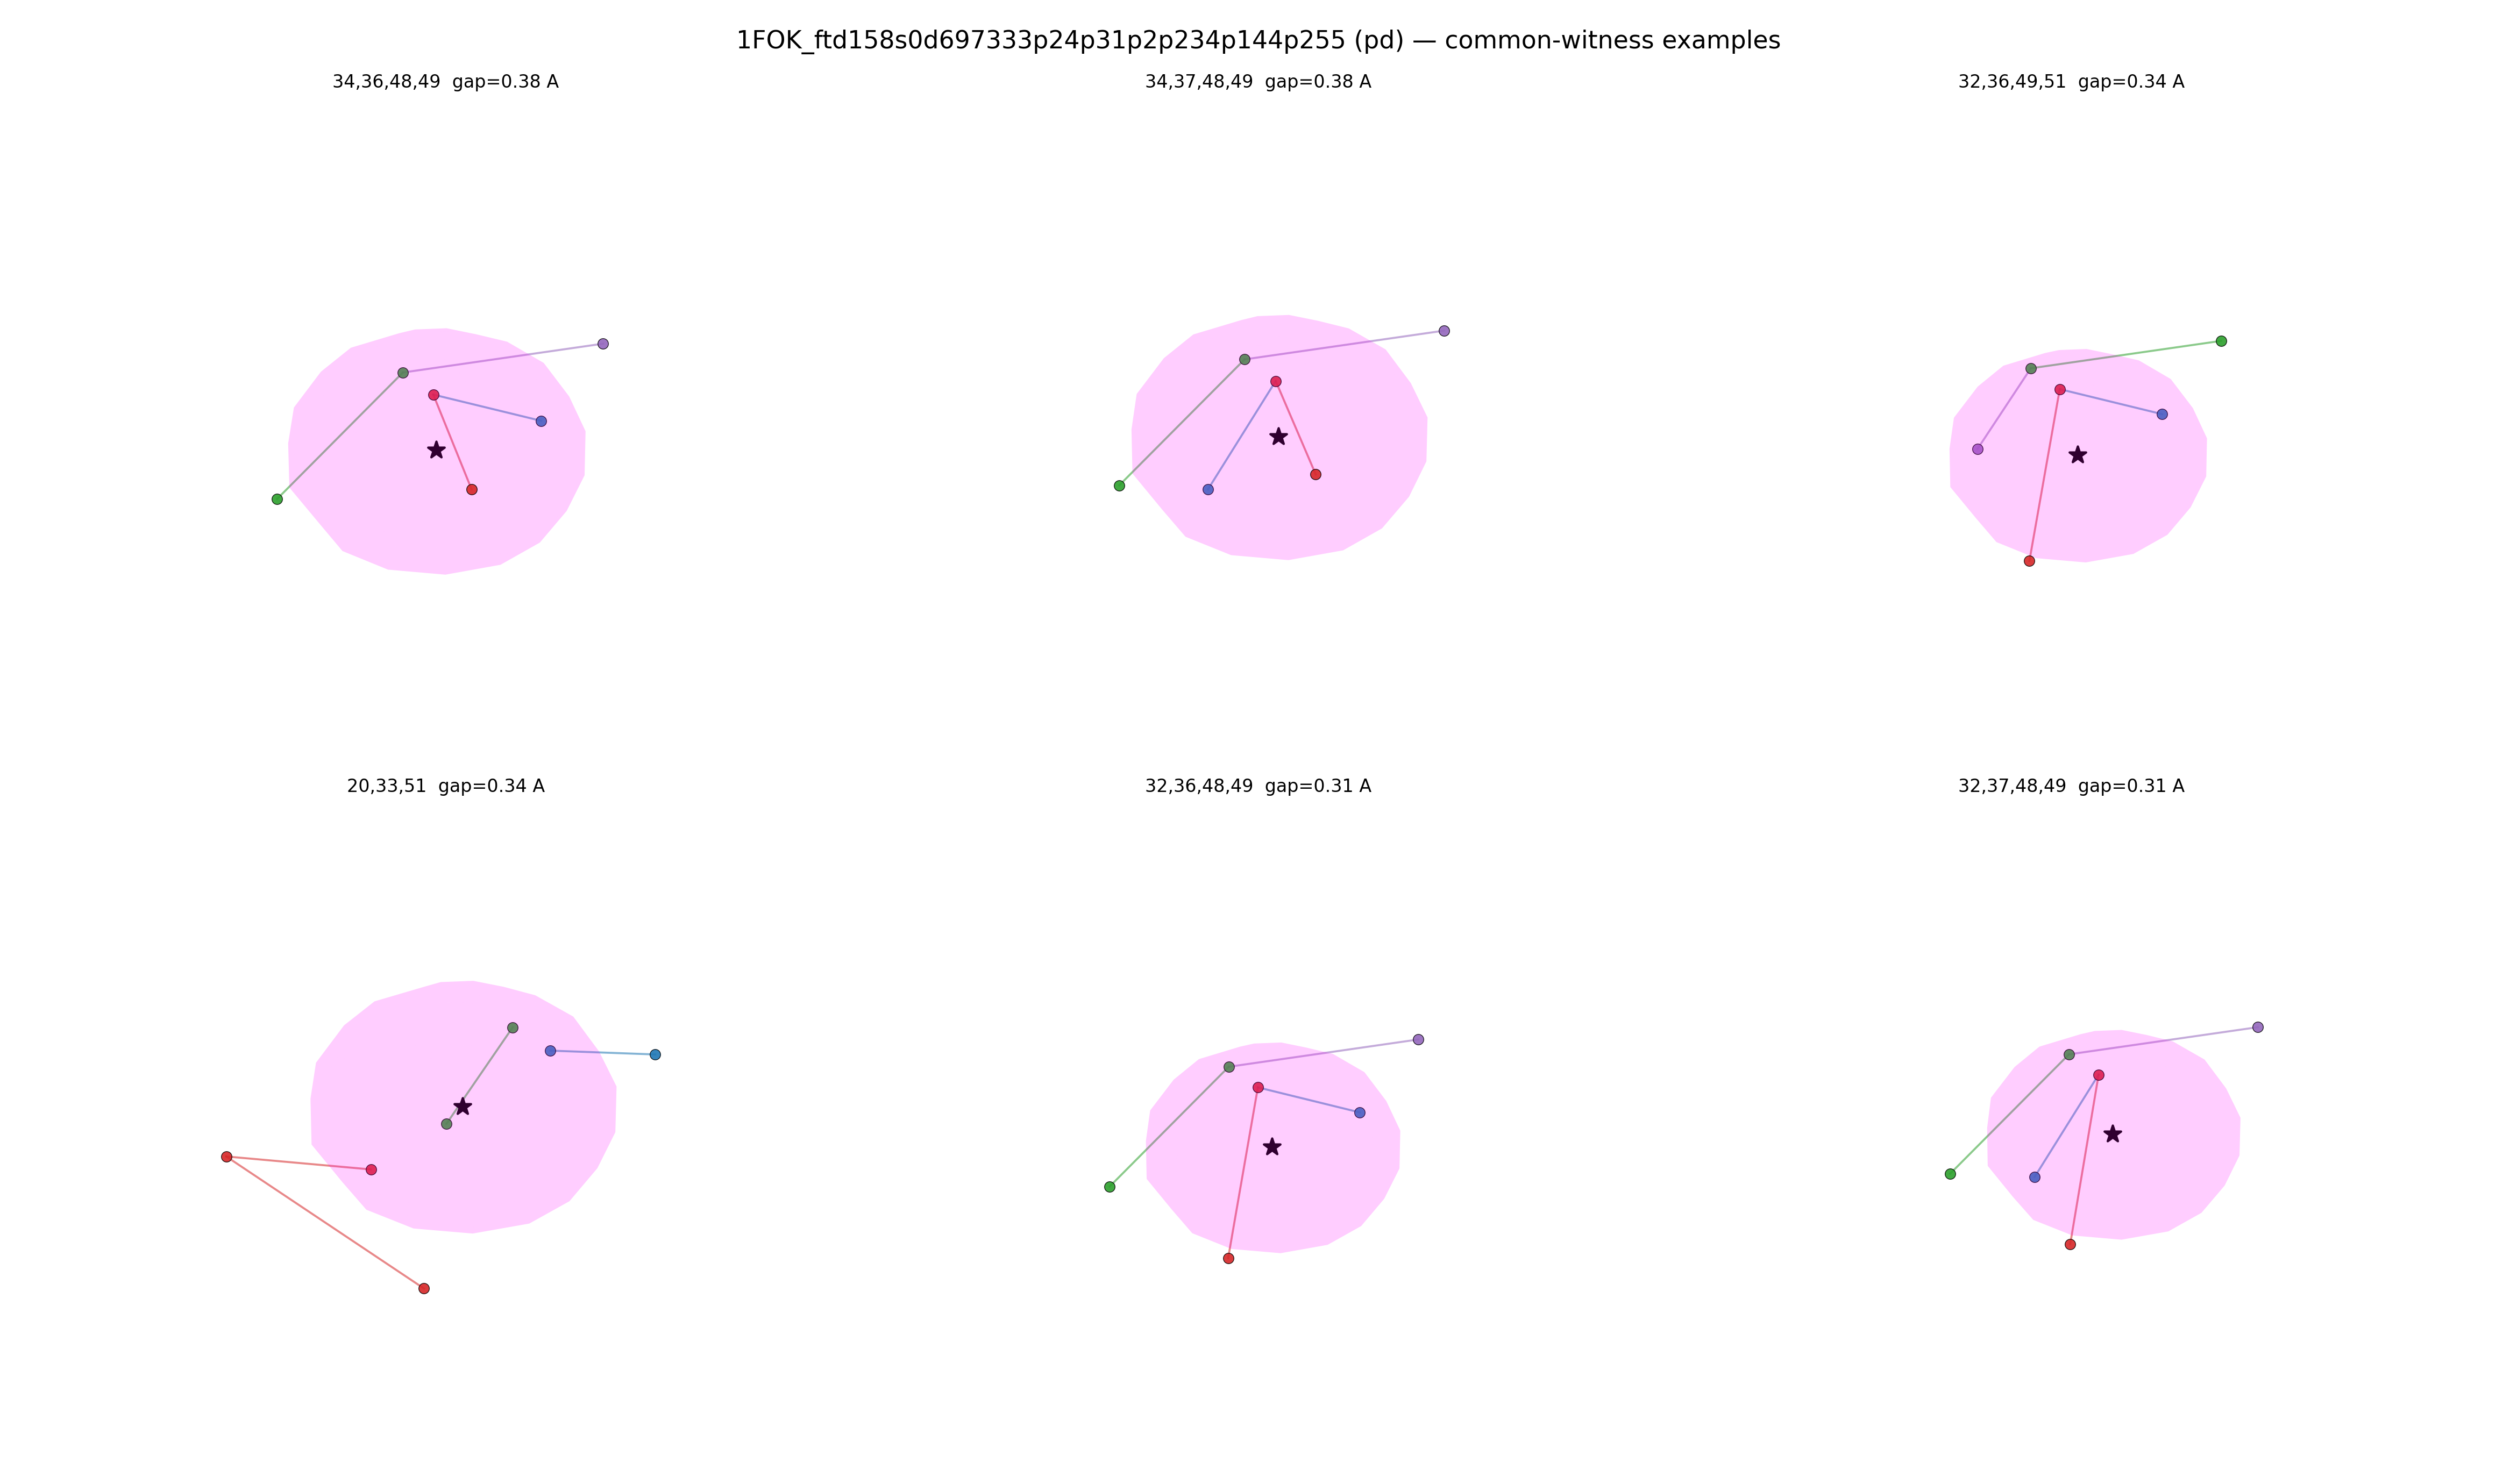 1FOK_ftd158s0d697333p24p31p2p234p144p255 (pd) — common-witness examples
34,36,48,49  gap=0.38 A
34,37,48,49  gap=0.38 A
32,36,49,51  gap=0.34 A
20,33,51  gap=0.34 A
32,36,48,49  gap=0.31 A
32,37,48,49  gap=0.31 A